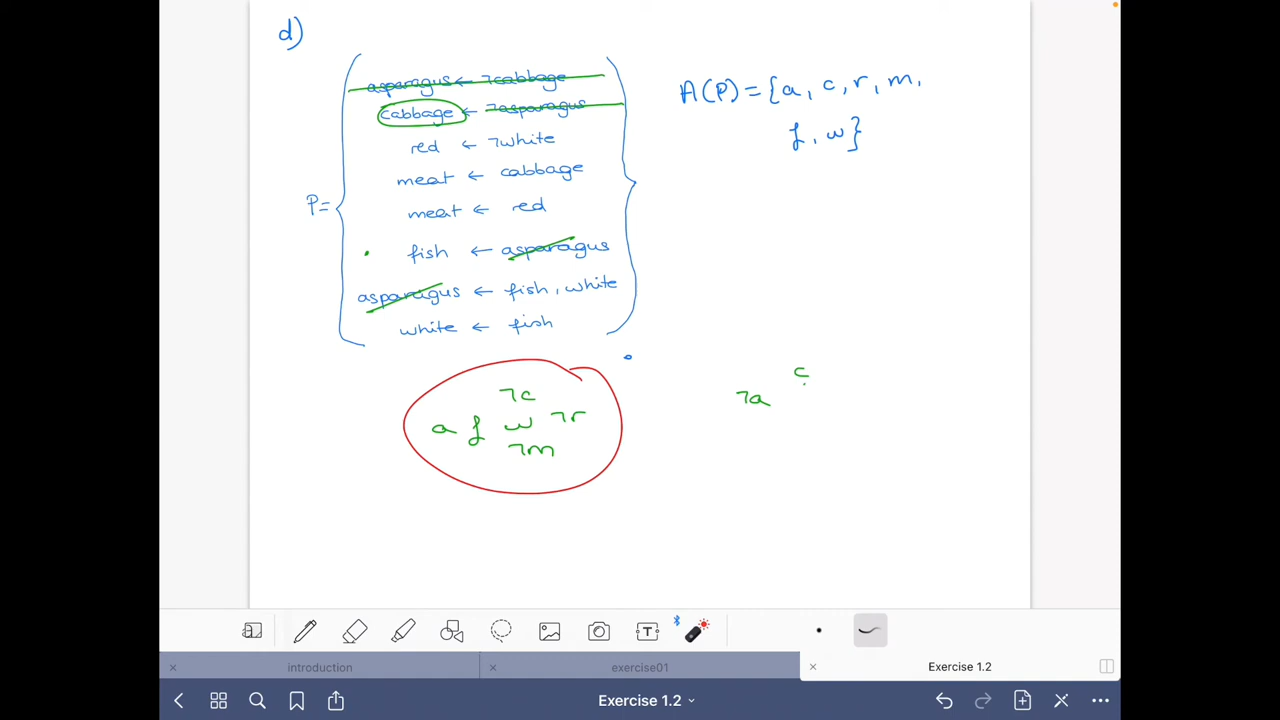 d)
asparagus ← ¬cabbage
cabbage ← ¬asparagus
red ← ¬white
meat ← cabbage
meat ← red
fish ← asparagus
asparagus ← fish, white
white ← fish
P=
A(P)={a, c, r, m,
f, w}
¬c
a f w ¬r
¬m
c
¬a
T
introduction
exercise01
Exercise 1.2
Exercise 1.2